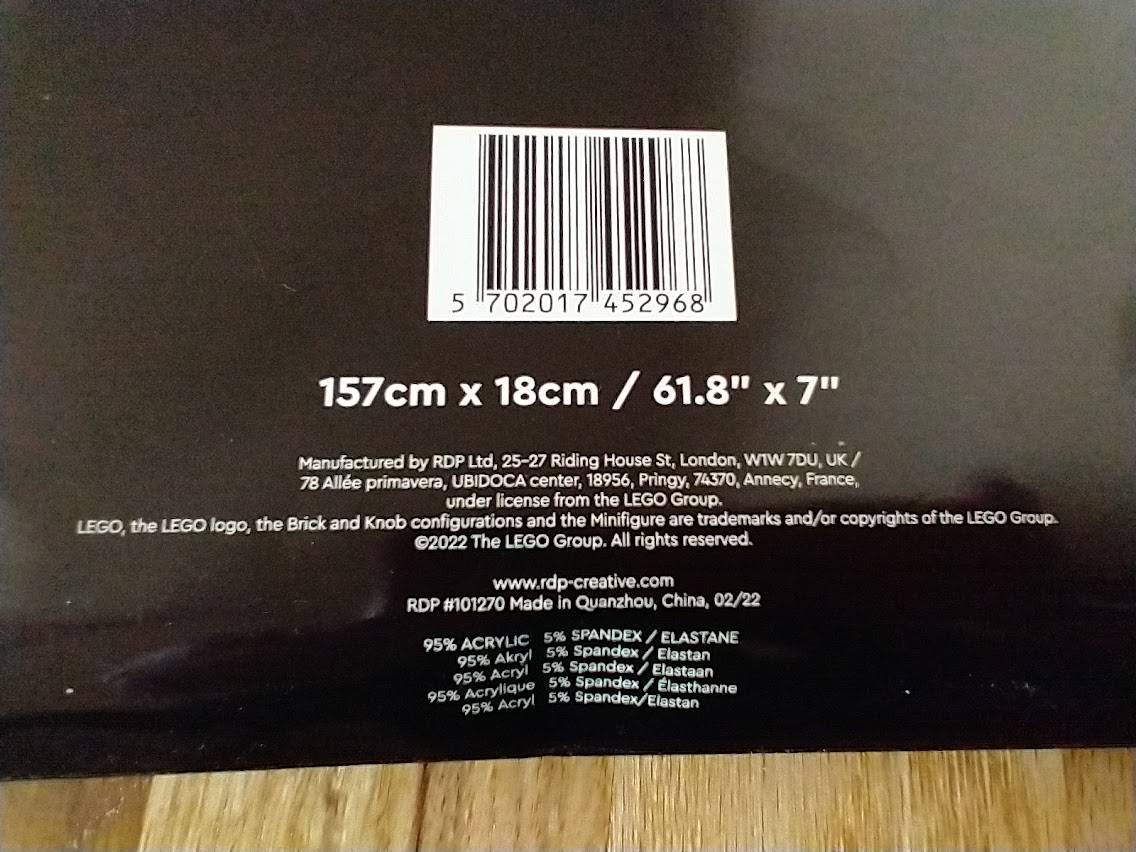 5 702017 452968
157cm x 18cm / 61.8" x 7"
Manufactured by RDP Ltd, 25-27 Riding House St, London, W1W 7DU, UK /
78 Allée primavera, UBIDOCA center, 18956, Pringy, 74370, Annecy, France,
under license from the LEGO Group.
LEGO, the LEGO logo, the Brick and Knob configurations and the Minifigure are trademarks and/or copyrights of the LEGO Group.
©2022 The LEGO Group. All rights reserved.
www.rdp-creative.com
RDP #101270 Made in Quanzhou, China, 02/22
95% ACRYLIC 5% SPANDEX / ELASTANE
95% Akryl 5% Spandex / Elastan
95% Acryl 5% Spandex / Elastaan
95% Acrylique 5% Spandex / Élasthanne
95% Acryl 5% Spandex/Elastan